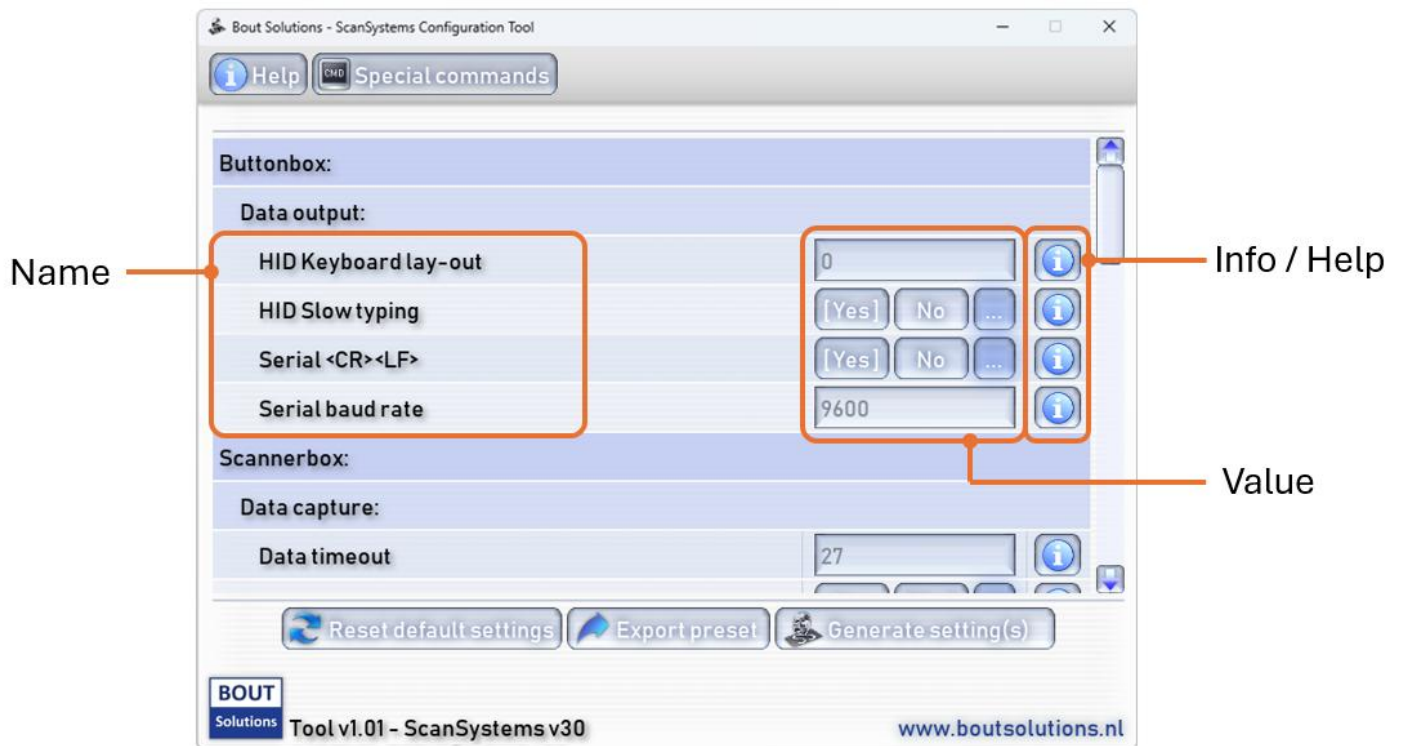 Bout Solutions - ScanSystems Configuration Tool
Help CMD Special commands
Buttonbox:
Data output:
Name
HID Keyboard lay-out 0 Info / Help
HID Slow typing [Yes] No ...
Serial <CR><LF> [Yes] No ...
Serial baud rate 9600
Scannerbox:
Value
Data capture:
Data timeout 27
Reset default settings Export preset Generate setting(s)
BOUT
Solutions
Tool v1.01 - ScanSystems v30 www.boutsolutions.nl